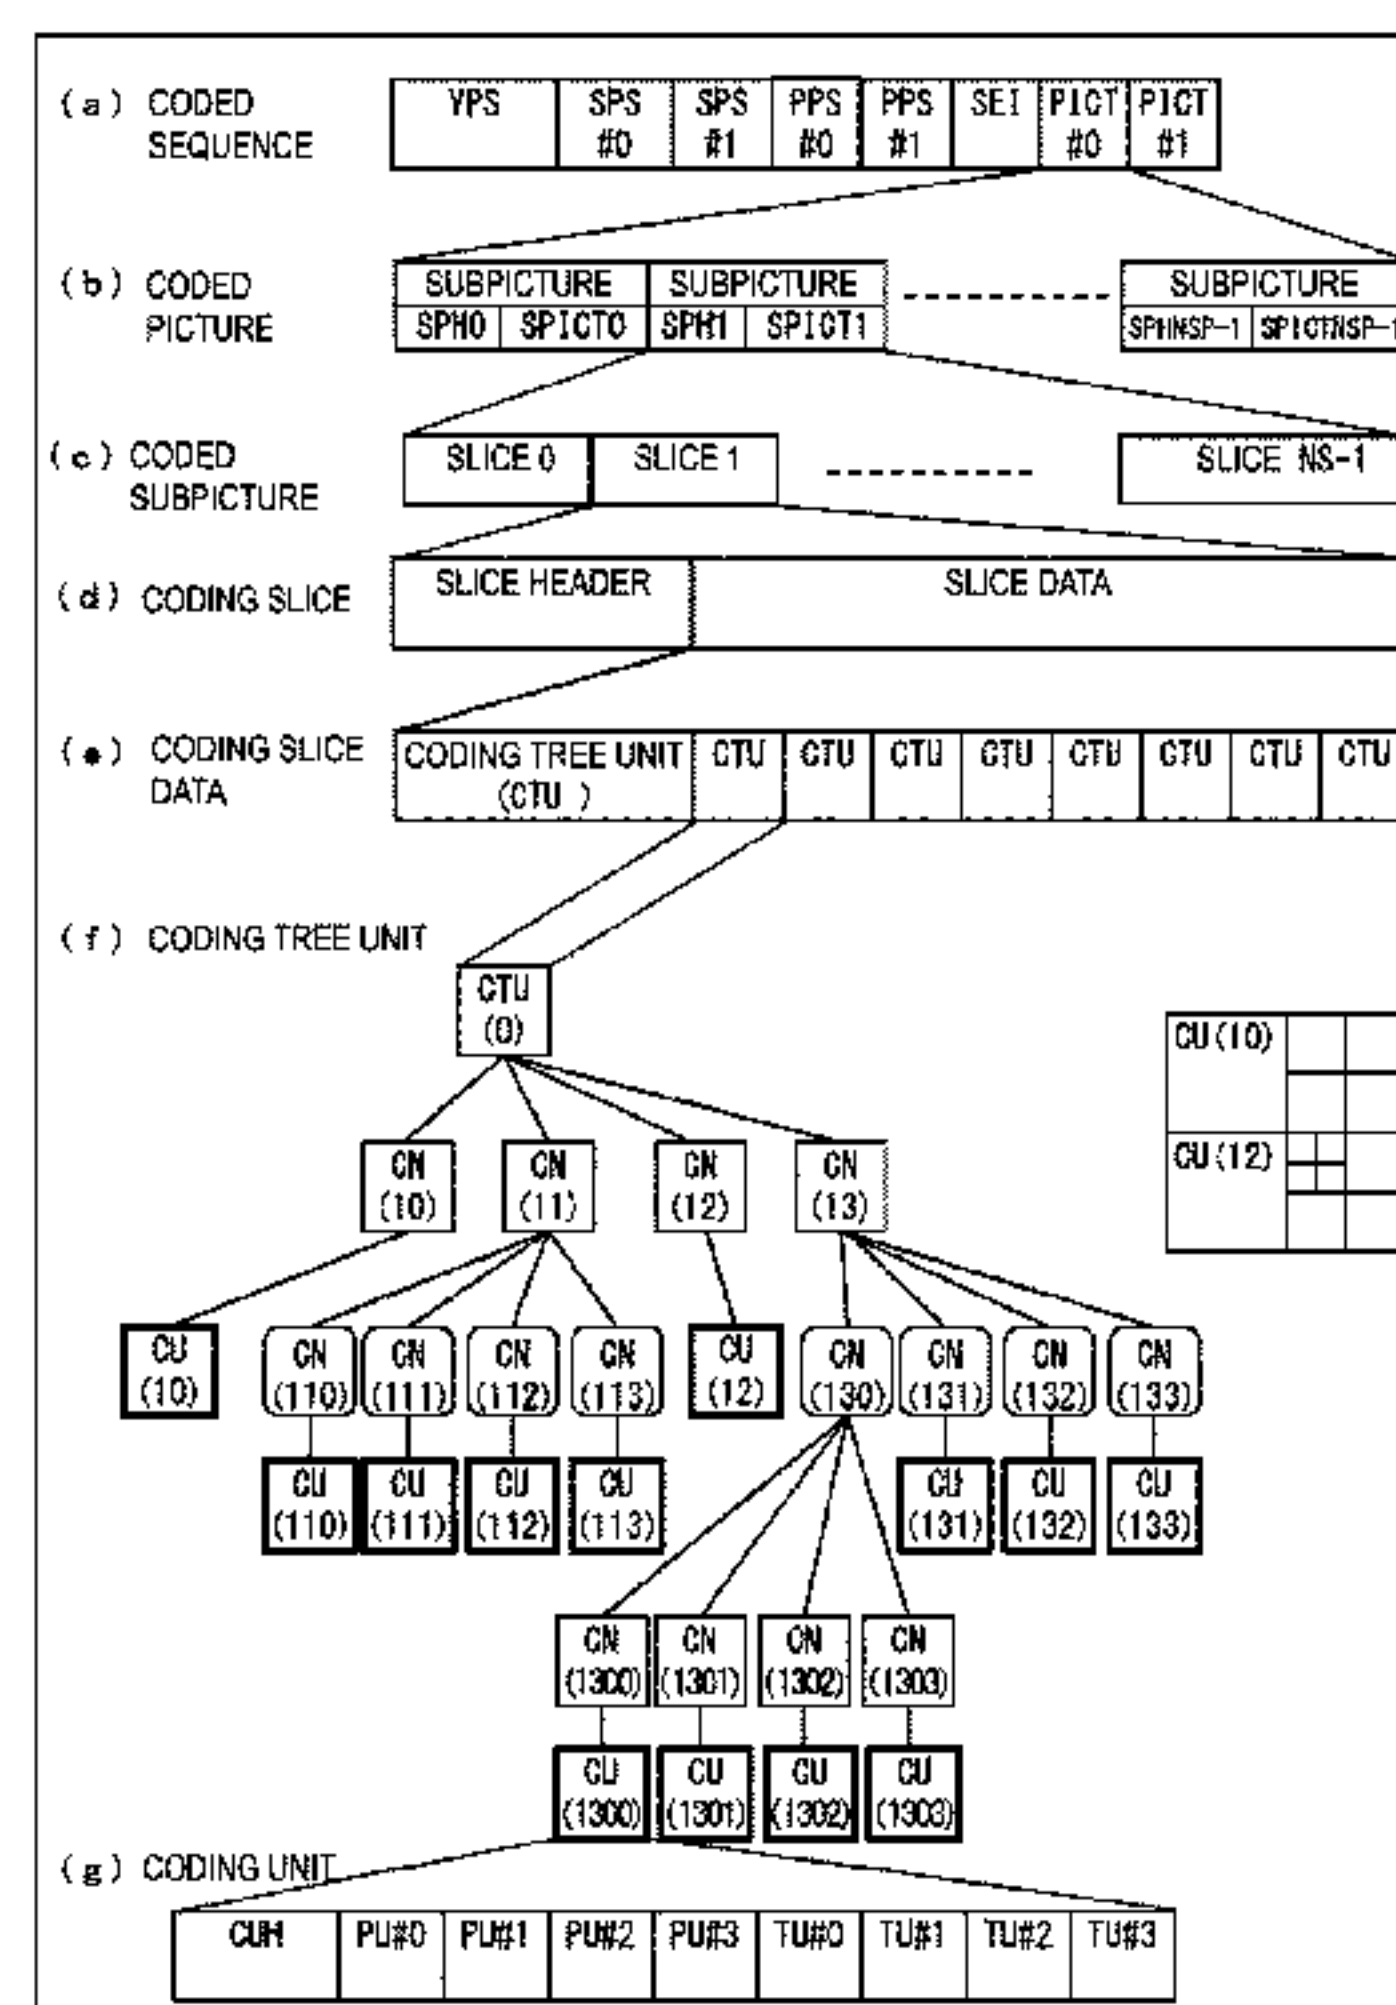 (a) CODED SEQUENCE
VPS SPS #0 SPS #1 PPS #0 PPS #1 SEI PICT #0 PICT #1
(b) CODED PICTURE
SUBPICTURE SUBPICTURE SUBPICTURE
SPH0 SPICT0 SPH1 SPICT1 SPHNSP-1 SPICTNSP-1
(c) CODED SUBPICTURE
SLICE 0 SLICE 1 SLICE NS-1
(d) CODING SLICE
SLICE HEADER SLICE DATA
(e) CODING SLICE DATA
CODING TREE UNIT (CTU ) CTU CTU CTU CTU CTU CTU CTU CTU
(f) CODING TREE UNIT
CTU (0)
CU(10)
CU(12)
CN (10) CN (11) CN (12) CN (13)
CU (10) CN (110) CN (111) CN (112) CN (113) CU (12) CN (130) CN (131) CN (132) CN (133)
CU (110) CU (111) CU (112) CU (113) CU (131) CU (132) CU (133)
CN (1300) CN (1301) CN (1302) CN (1303)
CU (1300) CU (1301) CU (1302) CU (1303)
(g) CODING UNIT
CUH PU#0 PU#1 PU#2 PU#3 TU#0 TU#1 TU#2 TU#3